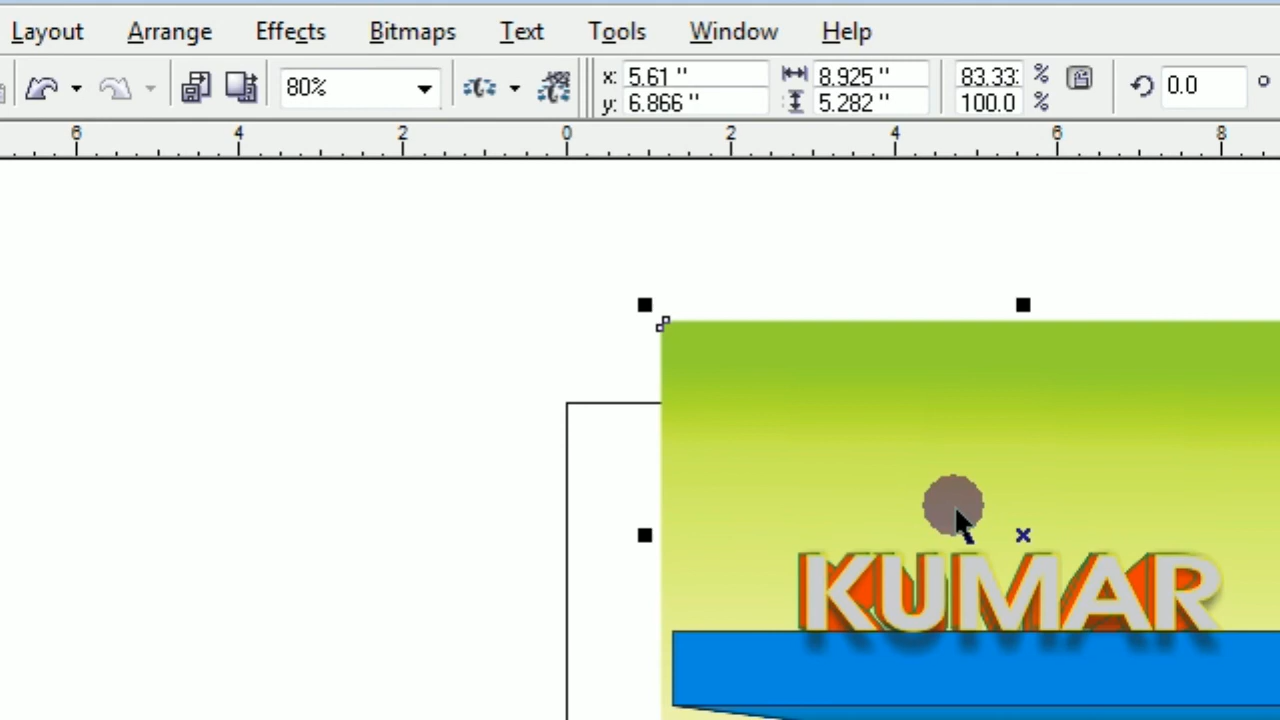 Layout Arrange Effects Bitmaps Text Tools Window Help
80% x: 5.61 " 8.925 " 83.33: % 0.0 °
y: 6.866 " 5.282 " 100.0 %
6 4 2 0 2 4 6 8
KUMAR